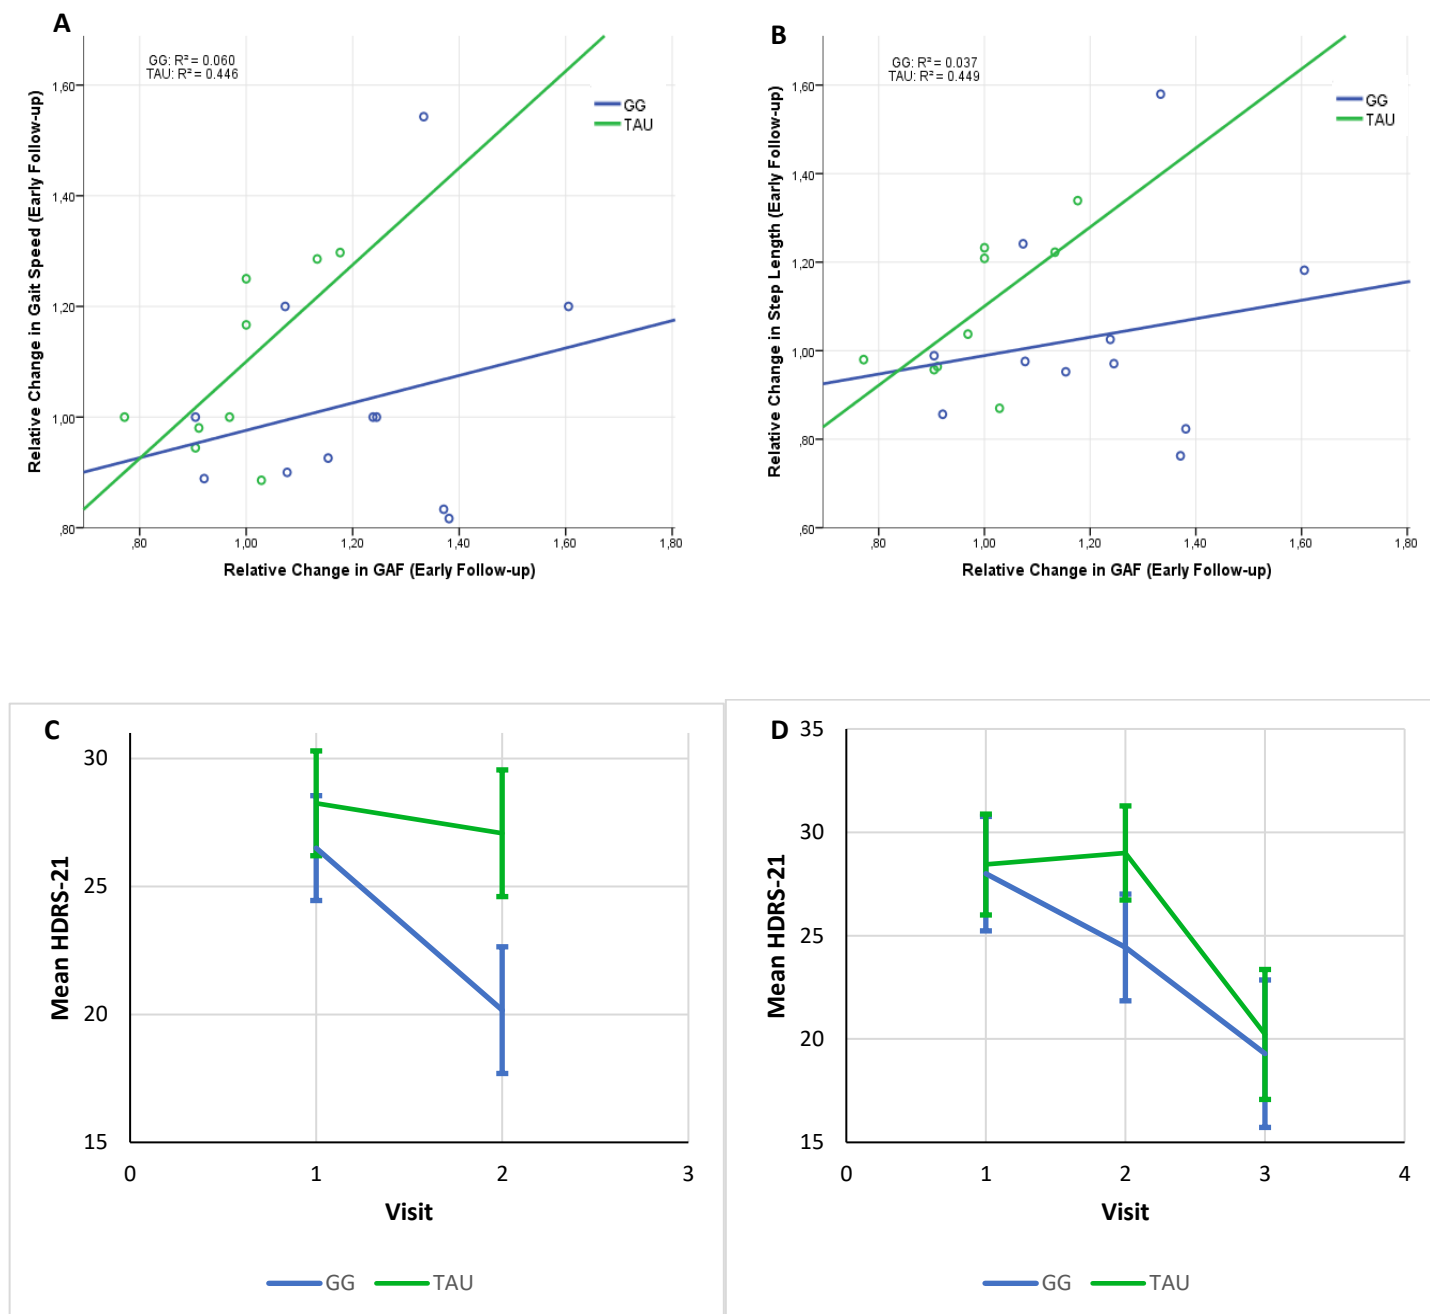 A
GG: R² = 0.060
TAU: R² = 0.446
GG
TAU
Relative Change in Gait Speed (Early Follow-up)
1,60
1,40
1,20
1,00
,80
,80 1,00 1,20 1,40 1,60 1,80
Relative Change in GAF (Early Follow-up)
B
GG: R² = 0.037
TAU: R² = 0.449
GG
TAU
Relative Change in Step Length (Early Follow-up)
1,60
1,40
1,20
1,00
,80
,60
,80 1,00 1,20 1,40 1,60 1,80
Relative Change in GAF (Early Follow-up)
C
Mean HDRS-21
30
25
20
15
0 1 2 3
Visit
GG TAU
D
Mean HDRS-21
35
30
25
20
15
0 1 2 3 4
Visit
GG TAU